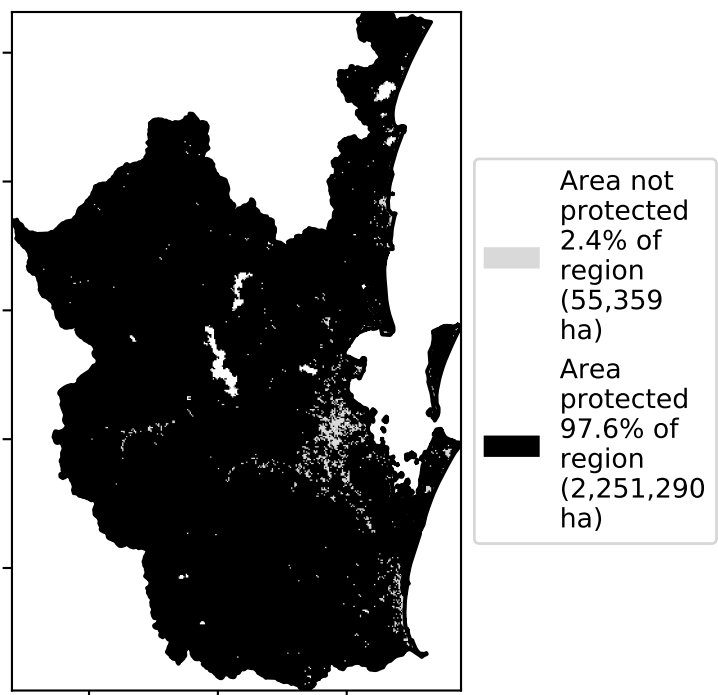 Area not
protected
2.4% of
region
(55,359
ha)
Area
protected
97.6% of
region
(2,251,290
ha)